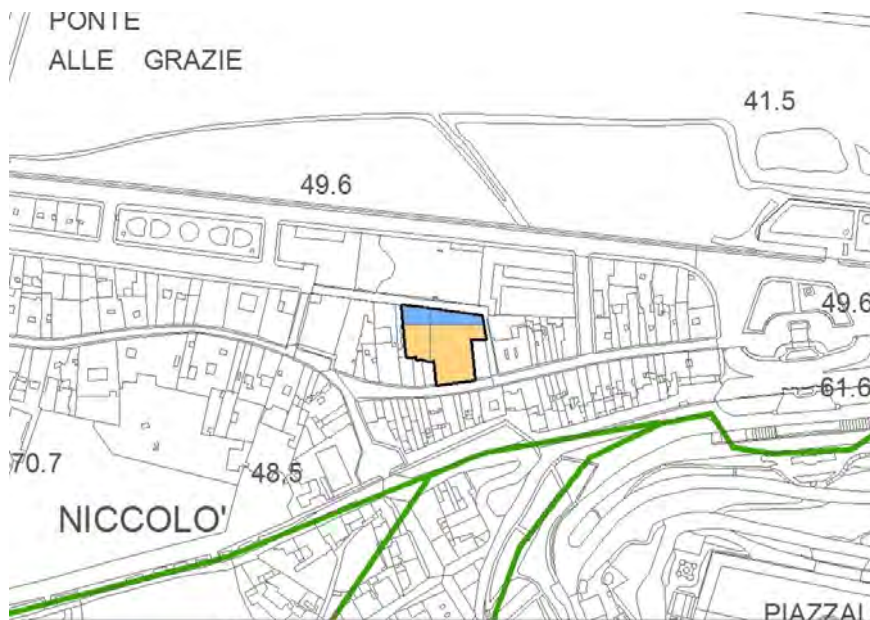 PONTE
ALLE GRAZIE
41.5
49.6
49.6
61.6
70.7
48,5
NICCOLO'
PIAZZAL